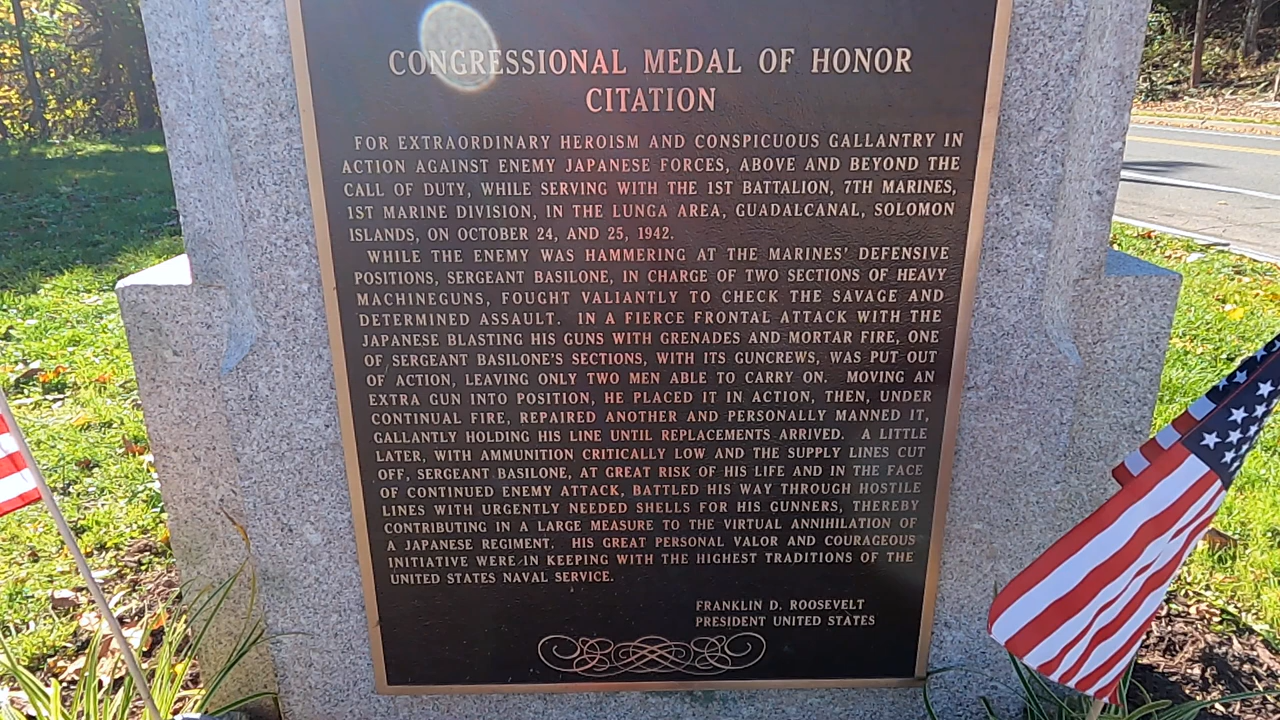 CONGRESSIONAL MEDAL OF HONOR
CITATION
FOR EXTRAORDINARY HEROISM AND CONSPICUOUS GALLANTRY IN
ACTION AGAINST ENEMY JAPANESE FORCES, ABOVE AND BEYOND THE
CALL OF DUTY, WHILE SERVING WITH THE 1ST BATTALION, 7TH MARINES,
1ST MARINE DIVISION, IN THE LUNGA AREA, GUADALCANAL, SOLOMON
ISLANDS, ON OCTOBER 24, AND 25, 1942.
WHILE THE ENEMY WAS HAMMERING AT THE MARINES' DEFENSIVE
POSITIONS, SERGEANT BASILONE, IN CHARGE OF TWO SECTIONS OF HEAVY
MACHINEGUNS, FOUGHT VALIANTLY TO CHECK THE SAVAGE AND
DETERMINED ASSAULT. IN A FIERCE FRONTAL ATTACK WITH THE
JAPANESE BLASTING HIS GUNS WITH GRENADES AND MORTAR FIRE, ONE
OF SERGEANT BASILONE'S SECTIONS, WITH ITS GUNCREWS, WAS PUT OUT
OF ACTION, LEAVING ONLY TWO MEN ABLE TO CARRY ON. MOVING AN
EXTRA GUN INTO POSITION, HE PLACED IT IN ACTION, THEN, UNDER
CONTINUAL FIRE, REPAIRED ANOTHER AND PERSONALLY MANNED IT,
GALLANTLY HOLDING HIS LINE UNTIL REPLACEMENTS ARRIVED. A LITTLE
LATER, WITH AMMUNITION CRITICALLY LOW AND THE SUPPLY LINES CUT
OFF, SERGEANT BASILONE, AT GREAT RISK OF HIS LIFE AND IN THE FACE
OF CONTINUED ENEMY ATTACK, BATTLED HIS WAY THROUGH HOSTILE
LINES WITH URGENTLY NEEDED SHELLS FOR HIS GUNNERS, THEREBY
CONTRIBUTING IN A LARGE MEASURE TO THE VIRTUAL ANNIHILATION OF
A JAPANESE REGIMENT. HIS GREAT PERSONAL VALOR AND COURAGEOUS
INITIATIVE WERE IN KEEPING WITH THE HIGHEST TRADITIONS OF THE
UNITED STATES NAVAL SERVICE.
FRANKLIN D. ROOSEVELT
PRESIDENT UNITED STATES